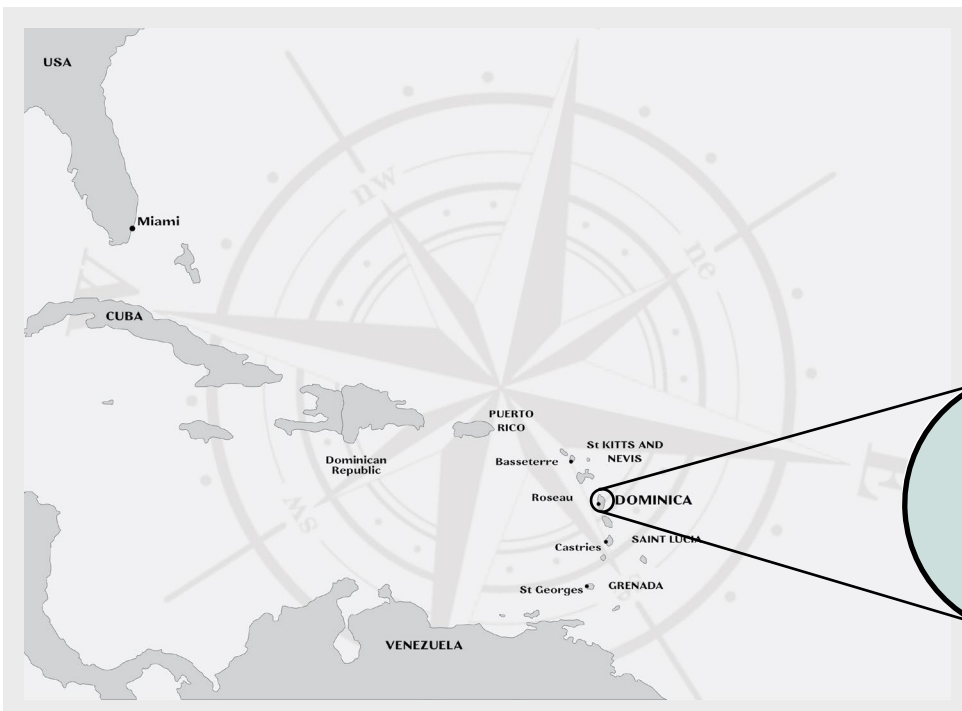 USA
Miami
nw
ne
CUBA
PUERTO
RICO
St KITTS AND
NEVIS
Basseterre
Dominican
Republic
Roseau
DOMINICA
E
sw
Castries
SAINT LUCIA
St Georges
GRENADA
VENEZUELA